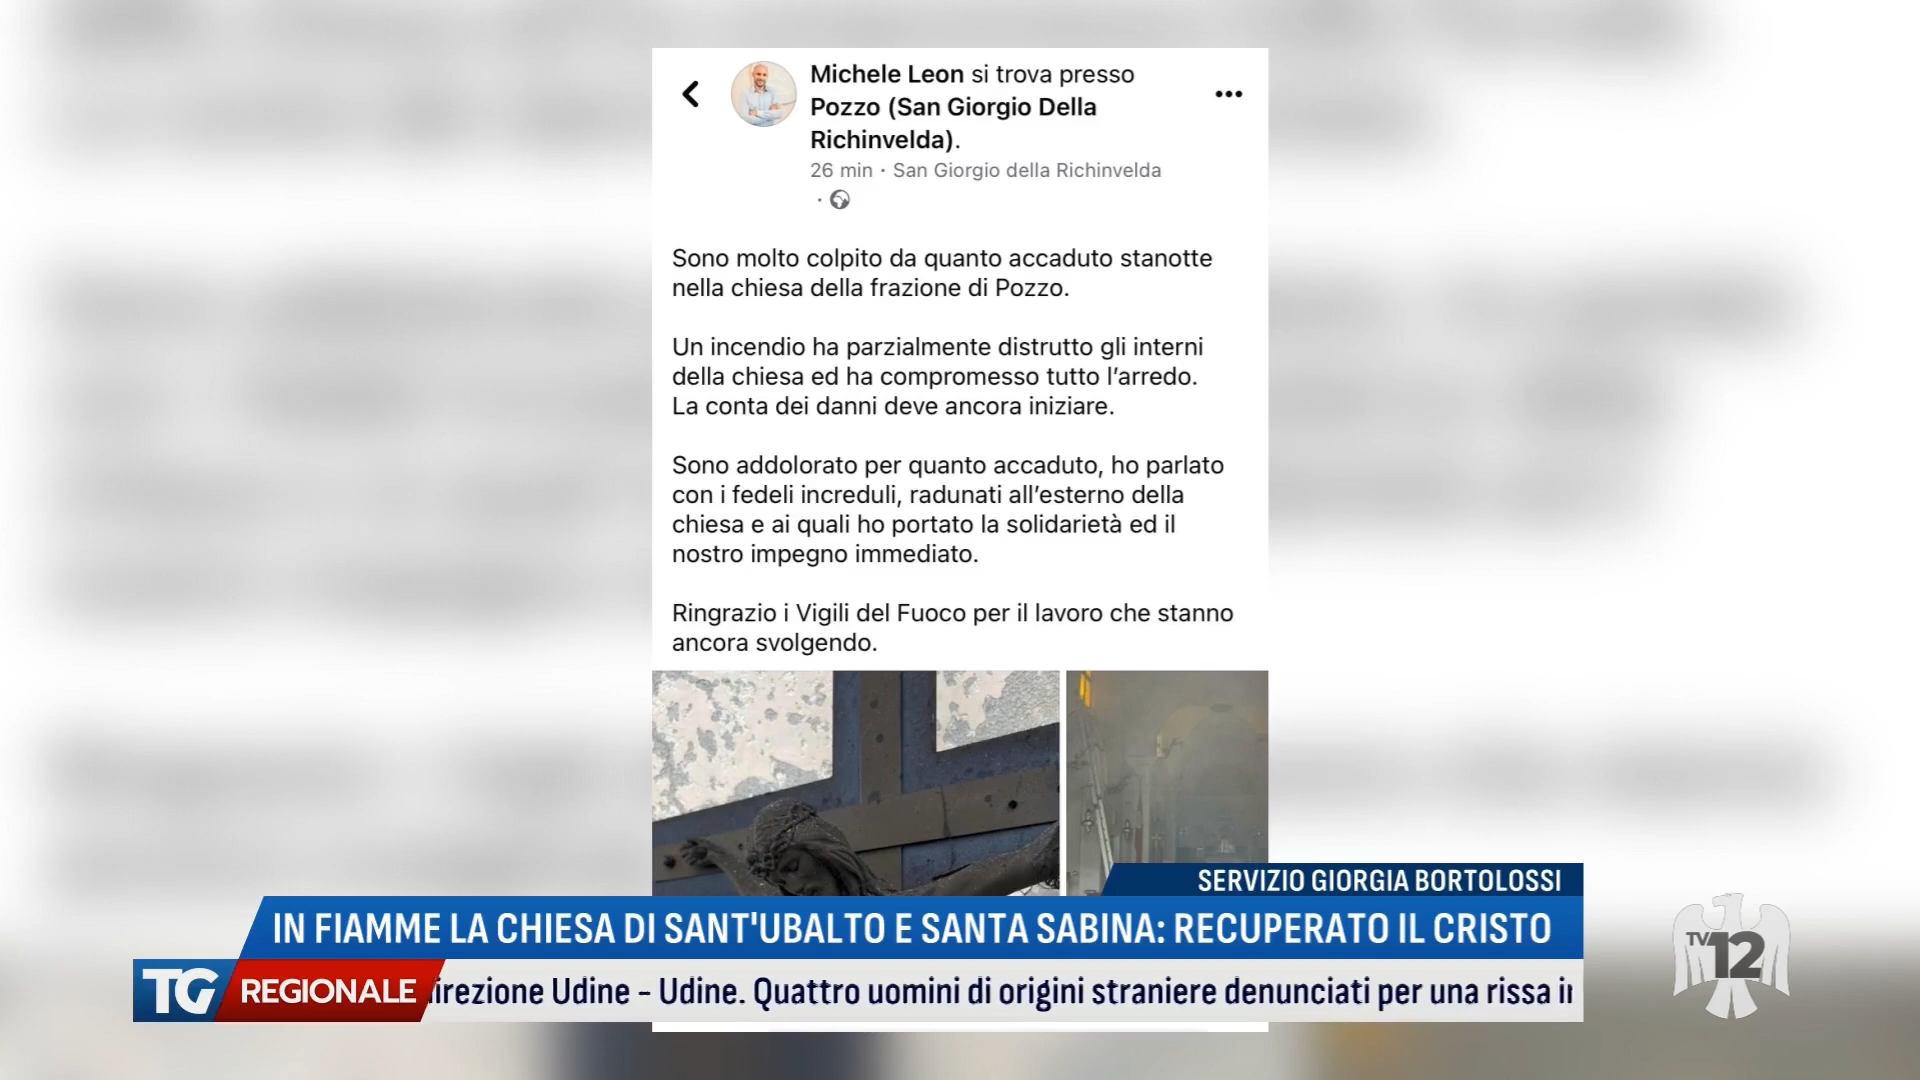 Michele Leon si trova presso
Pozzo (San Giorgio Della
Richinvelda).
26 min · San Giorgio della Richinvelda
Sono molto colpito da quanto accaduto stanotte
nella chiesa della frazione di Pozzo.
Un incendio ha parzialmente distrutto gli interni
della chiesa ed ha compromesso tutto l'arredo.
La conta dei danni deve ancora iniziare.
Sono addolorato per quanto accaduto, ho parlato
con i fedeli increduli, radunati all'esterno della
chiesa e ai quali ho portato la solidarietà ed il
nostro impegno immediato.
Ringrazio i Vigili del Fuoco per il lavoro che stanno
ancora svolgendo.
SERVIZIO GIORGIA BORTOLOSSI
IN FIAMME LA CHIESA DI SANT'UBALTO E SANTA SABINA: RECUPERATO IL CRISTO
TG REGIONALE
irezione Udine - Udine. Quattro uomini di origini straniere denunciati per una rissa i
TV12